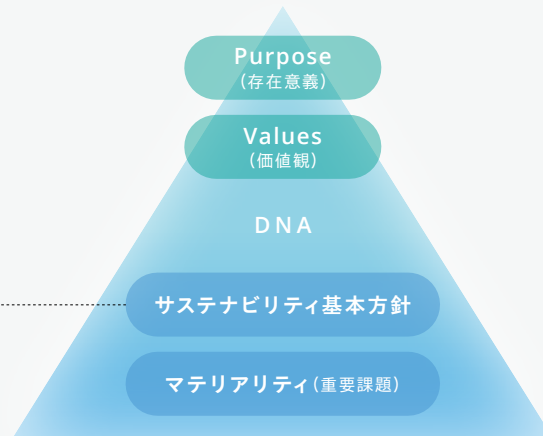 Purpose
（存在意義）
Values
（価値観）
DNA
サステナビリティ基本方針
マテリアリティ（重要課題）